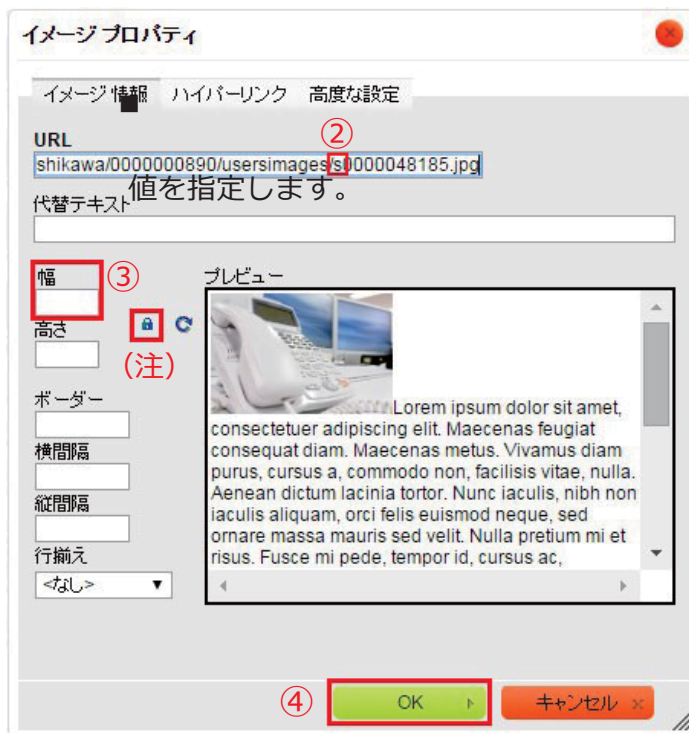 イメージ プロパティ
イメージ 情報 ハイパーリンク 高度な設定
URL
②
shikawa/0000000890/usersimages/s0000048185.jpg
値を指定します。
代替テキスト
幅 ③
プレビュー
高さ
(注)
ボーダー
横間隔
縦間隔
行揃え
<なし>
Lorem ipsum dolor sit amet,
consectetuer adipiscing elit. Maecenas feugiat
consequat diam. Maecenas metus. Vivamus diam
purus, cursus a, commodo non, facilisis vitae, nulla.
Aenean dictum lacinia tortor. Nunc iaculis, nibh non
iaculis aliquam, orci felis euismod neque, sed
ornare massa mauris sed velit. Nulla pretium mi et
risus. Fusce mi pede, tempor id, cursus ac,
④ OK キャンセル